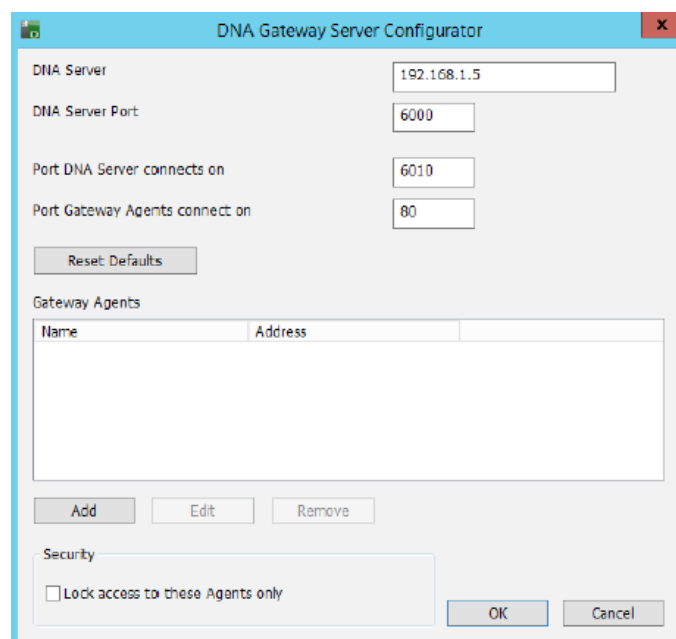 DNA Gateway Server Configurator
x
DNA Server 192.168.1.5
DNA Server Port 6000
Port DNA Server connects on 6010
Port Gateway Agents connect on 80
Reset Defaults
Gateway Agents
Name Address
Add Edit Remove
Security
Lock access to these Agents only
OK Cancel